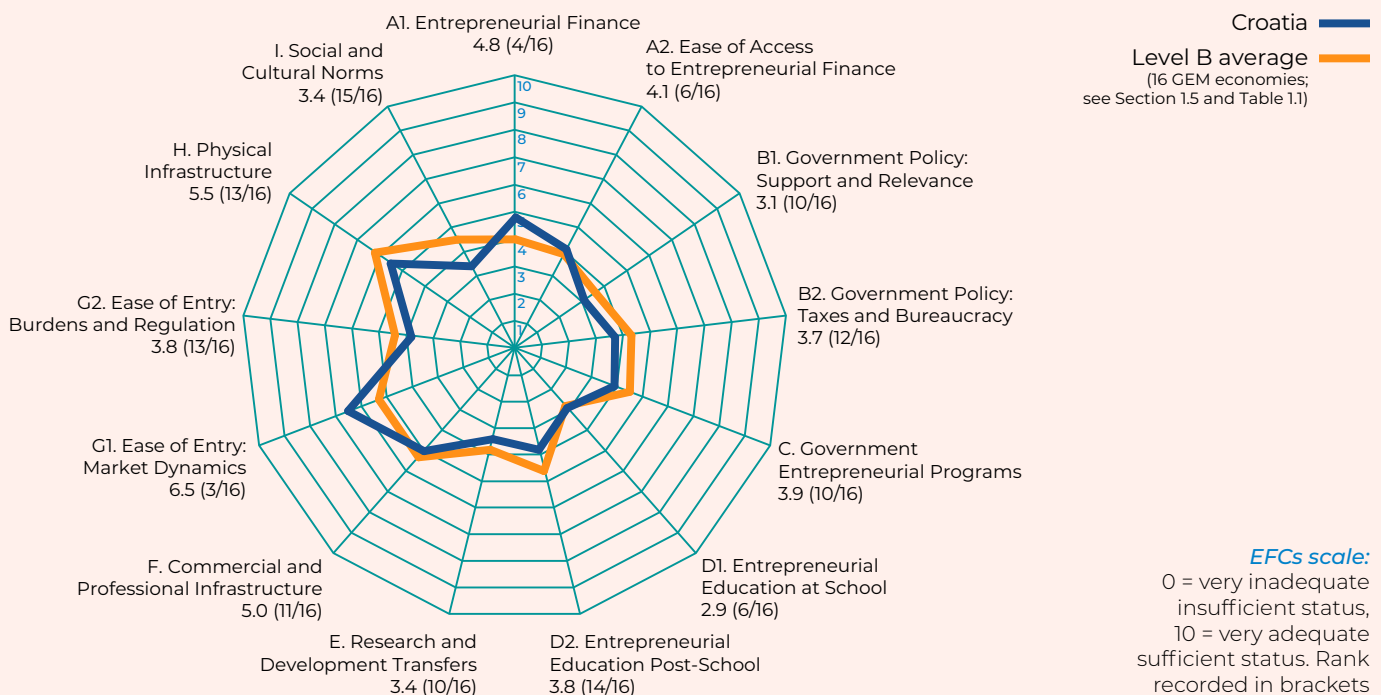 A1. Entrepreneurial Finance
4.8 (4/16)
A2. Ease of Access
to Entrepreneurial Finance
4.1 (6/16)
B1. Government Policy:
Support and Relevance
3.1 (10/16)
B2. Government Policy:
Taxes and Bureaucracy
3.7 (12/16)
C. Government
Entrepreneurial Programs
3.9 (10/16)
D1. Entrepreneurial
Education at School
2.9 (6/16)
D2. Entrepreneurial
Education Post-School
3.8 (14/16)
E. Research and
Development Transfers
3.4 (10/16)
F. Commercial and
Professional Infrastructure
5.0 (11/16)
G1. Ease of Entry:
Market Dynamics
6.5 (3/16)
G2. Ease of Entry:
Burdens and Regulation
3.8 (13/16)
H. Physical
Infrastructure
5.5 (13/16)
I. Social and
Cultural Norms
3.4 (15/16)
10
9
8
7
6
5
4
3
2
1
Croatia
Level B average
(16 GEM economies;
see Section 1.5 and Table 1.1)
EFCs scale:
0 = very inadequate
insufficient status,
10 = very adequate
sufficient status. Rank
recorded in brackets